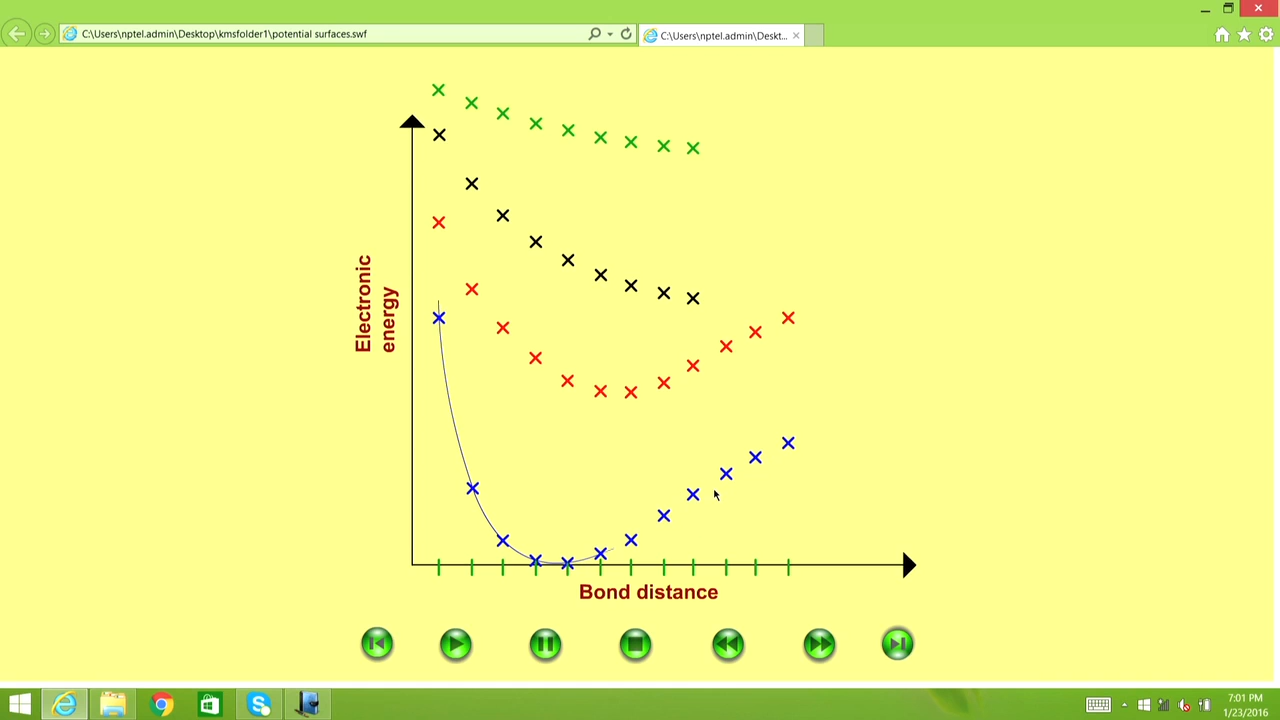 C:\Users\nptel.admin\Desktop\kmsfolder1\potential surfaces.swf
C:\Users\nptel.admin\Deskt...
Electronic
energy
Bond distance
7:01 PM
1/23/2016